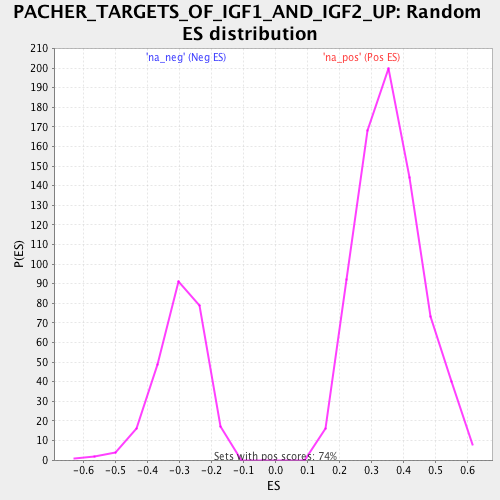 PACHER_TARGETS_OF_IGF1_AND_IGF2_UP: Random
ES distribution
'na_neg' (Neg ES)
'na_pos' (Pos ES)
210
200
190
180
170
160
150
140
130
120
110
100
90
80
70
60
50
40
30
20
10
0
P(ES)
Sets with pos scores: 74%
-0.6 -0.5 -0.4 -0.3 -0.2 -0.1 0.0 0.1 0.2 0.3 0.4 0.5 0.6
ES